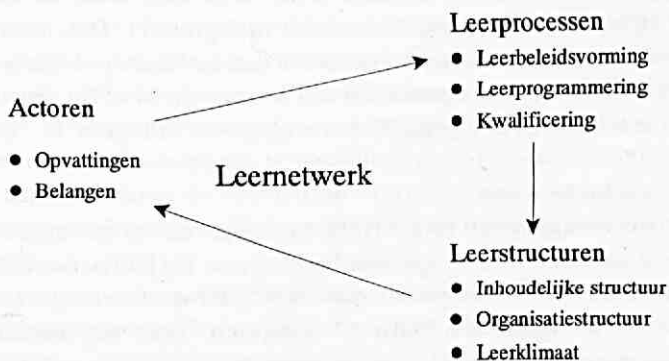 Leerprocessen
● Leerbeleidsvorming
● Leerprogrammering
● Kwalificering
Actoren
● Opvattingen
● Belangen
Leernetwerk
Leerstructuren
● Inhoudelijke structuur
● Organisatiestructuur
● Leerklimaat